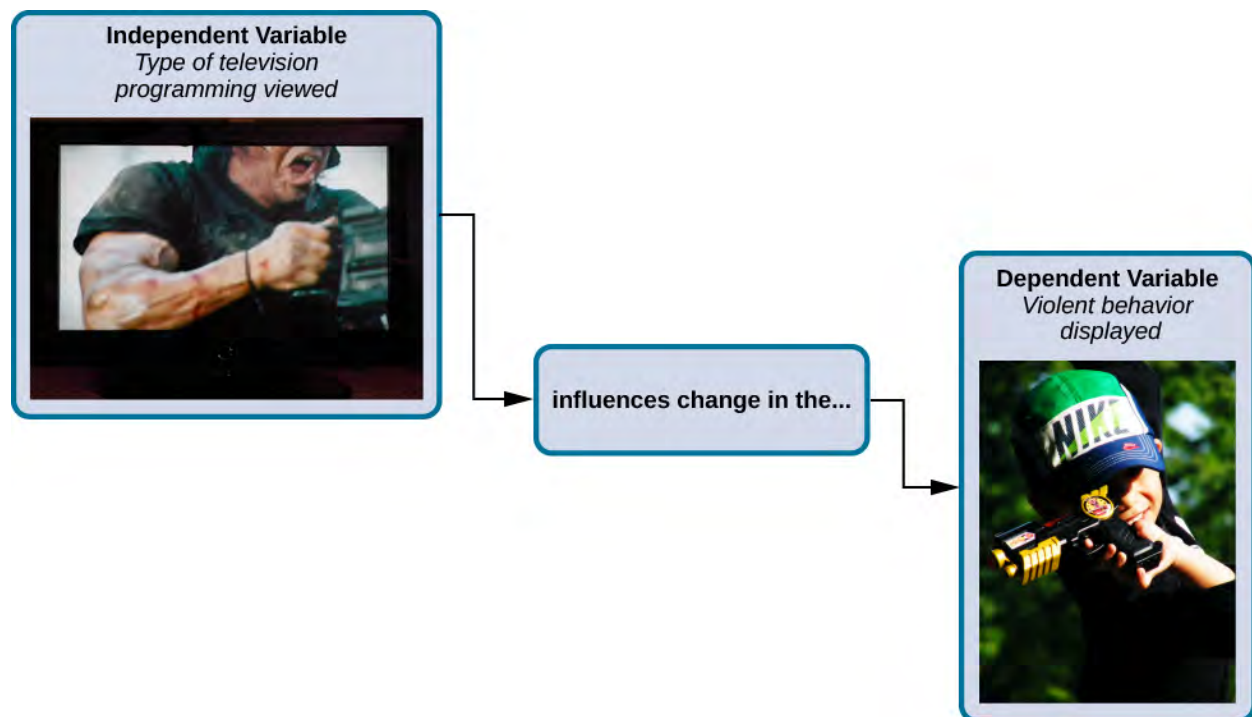 Independent Variable
Type of television
programming viewed
influences change in the...
Dependent Variable
Violent behavior
displayed
NIKE